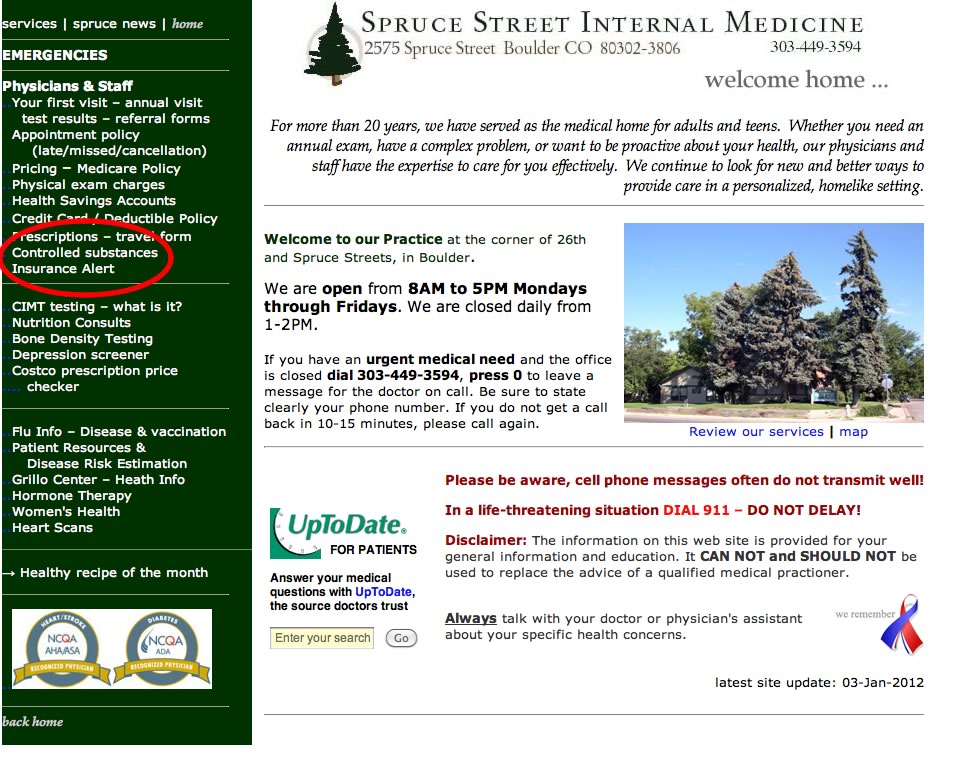 services | spruce news | home
EMERGENCIES
Physicians & Staff
Your first visit – annual visit
test results – referral forms
Appointment policy
(late/missed/cancellation)
Pricing – Medicare Policy
Physical exam charges
Health Savings Accounts
Credit Card / Deductible Policy
Prescriptions – travel form
Controlled substances
Insurance Alert
CIMT testing – what is it?
Nutrition Consults
Bone Density Testing
Depression screener
Costco prescription price
checker
Flu Info – Disease & vaccination
Patient Resources &
Disease Risk Estimation
Grillo Center – Heath Info
Hormone Therapy
Women's Health
Heart Scans
→ Healthy recipe of the month
HEART/STROKE
NCQA
AHA/ASA
RECOGNIZED PHYSICIAN
DIABETES
NCQA
ADA
RECOGNIZED PHYSICIAN
back home
SPRUCE STREET INTERNAL MEDICINE
2575 Spruce Street Boulder CO 80302-3806
303-449-3594
welcome home ...
For more than 20 years, we have served as the medical home for adults and teens. Whether you need an
annual exam, have a complex problem, or want to be proactive about your health, our physicians and
staff have the expertise to care for you effectively. We continue to look for new and better ways to
provide care in a personalized, homelike setting.
Welcome to our Practice at the corner of 26th
and Spruce Streets, in Boulder.
We are open from 8AM to 5PM Mondays
through Fridays. We are closed daily from
1-2PM.
If you have an urgent medical need and the office
is closed dial 303-449-3594, press 0 to leave a
message for the doctor on call. Be sure to state
clearly your phone number. If you do not get a call
back in 10-15 minutes, please call again.
Review our services | map
UpToDate®
FOR PATIENTS
Answer your medical
questions with UpToDate,
the source doctors trust
Enter your search
Go
Please be aware, cell phone messages often do not transmit well!
In a life-threatening situation DIAL 911 – DO NOT DELAY!
Disclaimer: The information on this web site is provided for your
general information and education. It CAN NOT and SHOULD NOT be
used to replace the advice of a qualified medical practioner.
Always talk with your doctor or physician's assistant
about your specific health concerns.
we remember
latest site update: 03-Jan-2012